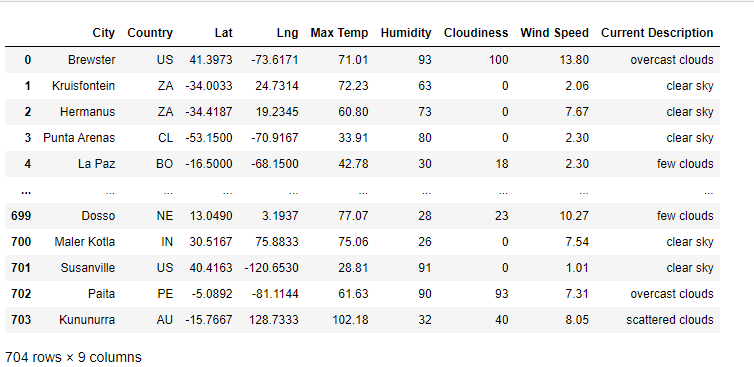 City Country Lat Lng Max Temp Humidity Cloudiness Wind Speed Current Description
0 Brewster US 41.3973 -73.6171 71.01 93 100 13.80 overcast clouds
1 Kruisfontein ZA -34.0033 24.7314 72.23 63 0 2.06 clear sky
2 Hermanus ZA -34.4187 19.2345 60.80 73 0 7.67 clear sky
3 Punta Arenas CL -53.1500 -70.9167 33.91 80 0 2.30 clear sky
4 La Paz BO -16.5000 -68.1500 42.78 30 18 2.30 few clouds
... ... ... ... ... ... ... ... ... ...
699 Dosso NE 13.0490 3.1937 77.07 28 23 10.27 few clouds
700 Maler Kotla IN 30.5167 75.8833 75.06 26 0 7.54 clear sky
701 Susanville US 40.4163 -120.6530 28.81 91 0 1.01 clear sky
702 Paita PE -5.0892 -81.1144 61.63 90 93 7.31 overcast clouds
703 Kununurra AU -15.7667 128.7333 102.18 32 40 8.05 scattered clouds
704 rows × 9 columns